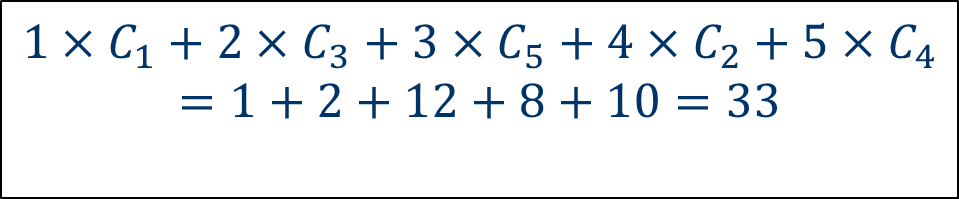 1 × C₁ + 2 × C₃ + 3 × C₅ + 4 × C₂ + 5 × C₄
= 1 + 2 + 12 + 8 + 10 = 33